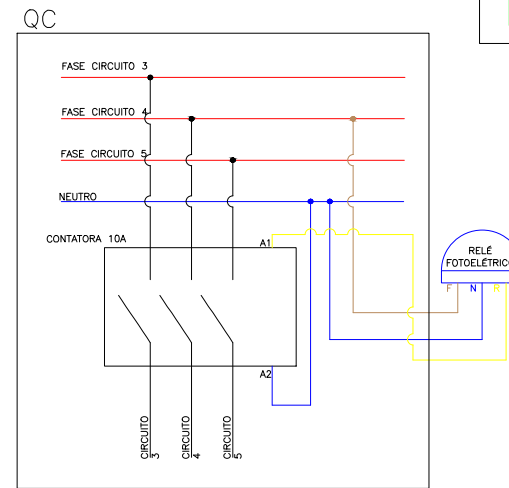 QC
FASE CIRCUITO 3
FASE CIRCUITO 4
FASE CIRCUITO 5
NEUTRO
CONTATORA 10A
A1
RELÉ
FOTOELÉTRICO
F N R
A2
CIRCUITO
3
CIRCUITO
4
CIRCUITO
5